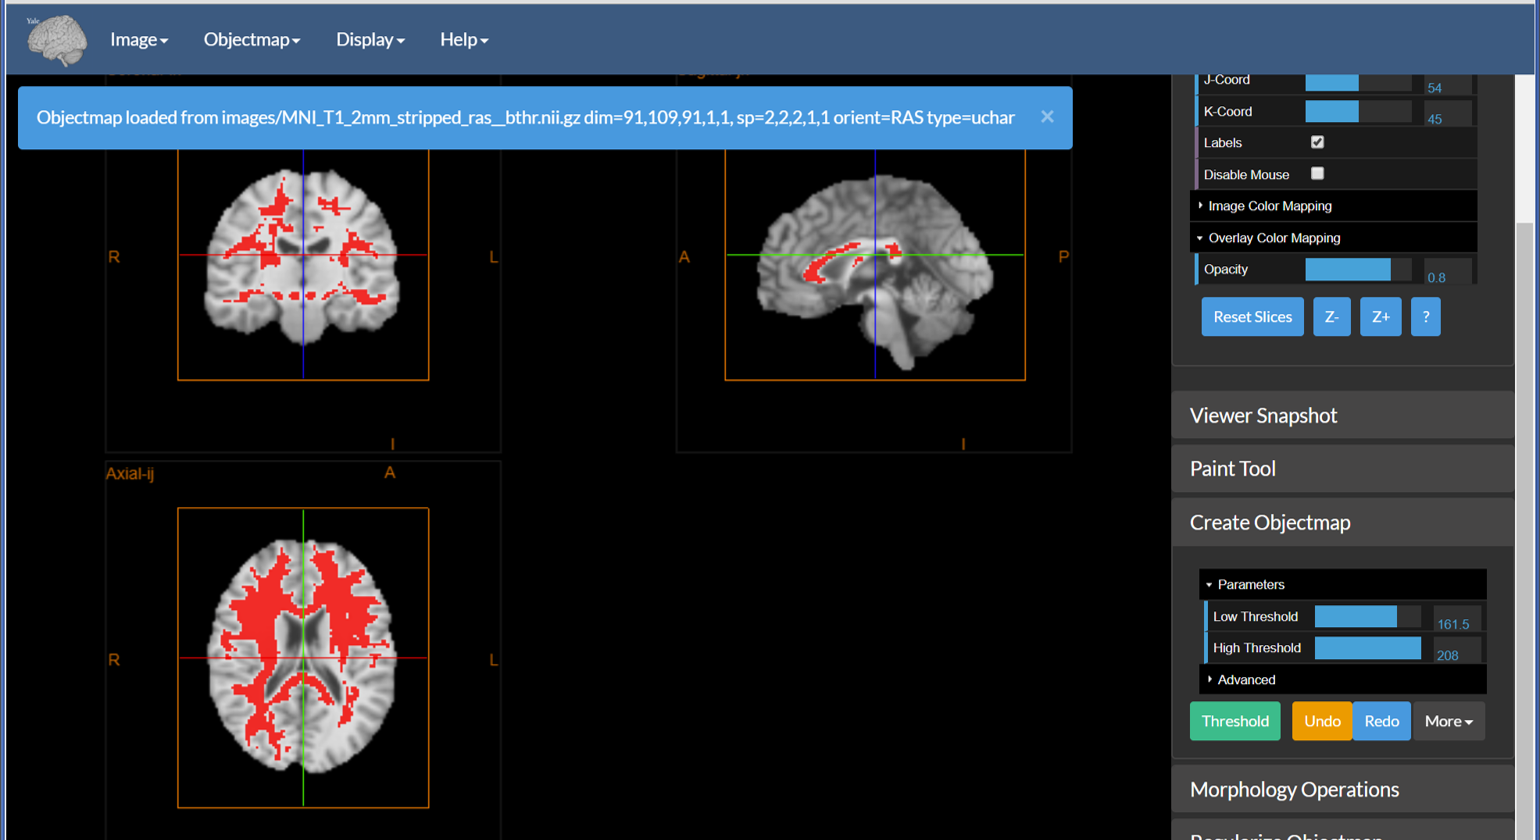 Yale
Image
Objectmap
Display
Help
Objectmap loaded from images/MNI_T1_2mm_stripped_ras__bthr.nii.gz dim=91,109,91,1,1, sp=2,2,2,1,1 orient=RAS type=uchar ×
R
L
I
A
P
I
Axial-ij
A
R
L
J-Coord 54
K-Coord 45
Labels
Disable Mouse
Image Color Mapping
Overlay Color Mapping
Opacity 0.8
Reset Slices Z- Z+ ?
Viewer Snapshot
Paint Tool
Create Objectmap
Parameters
Low Threshold 161.5
High Threshold 208
Advanced
Threshold Undo Redo More
Morphology Operations